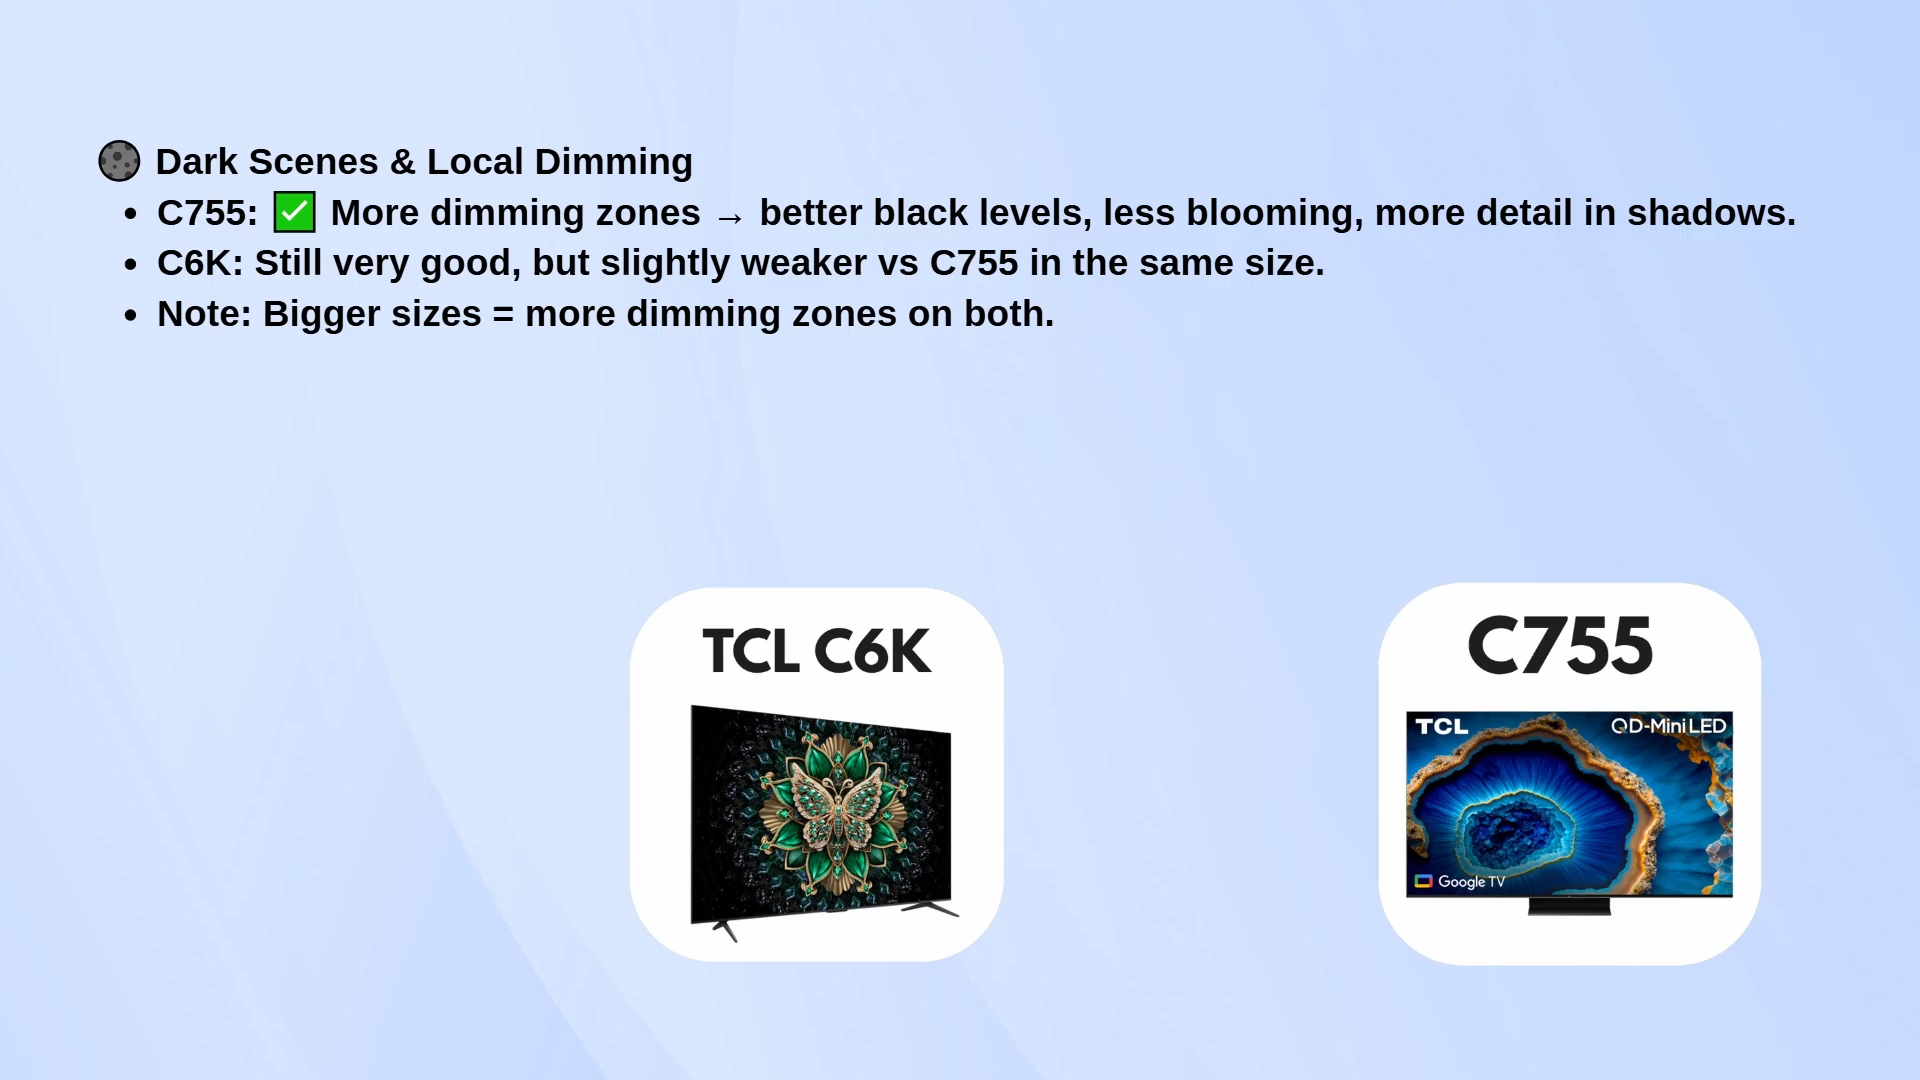 Dark Scenes & Local Dimming
• C755: ✅ More dimming zones → better black levels, less blooming, more detail in shadows.
• C6K: Still very good, but slightly weaker vs C755 in the same size.
• Note: Bigger sizes = more dimming zones on both.
TCL C6K
C755
TCL QD-Mini LED
Google TV